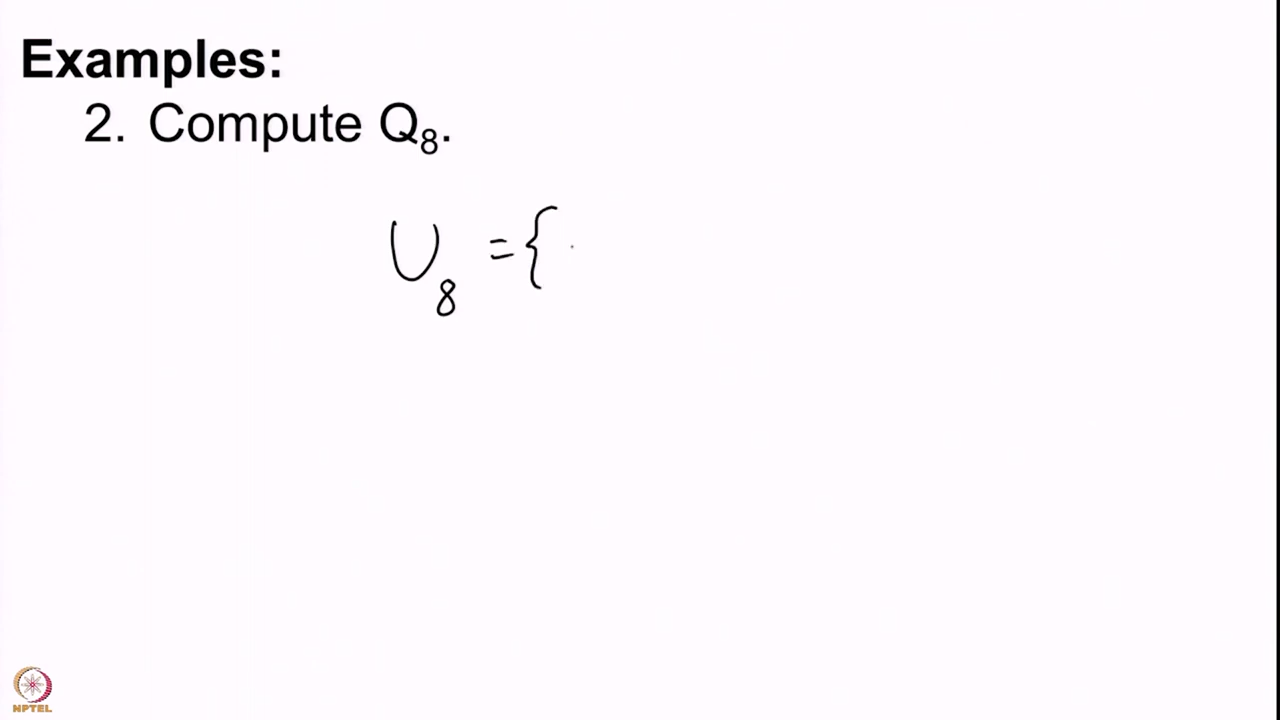 Examples:
2. Compute Q₈.
U₈ = {
NPTEL